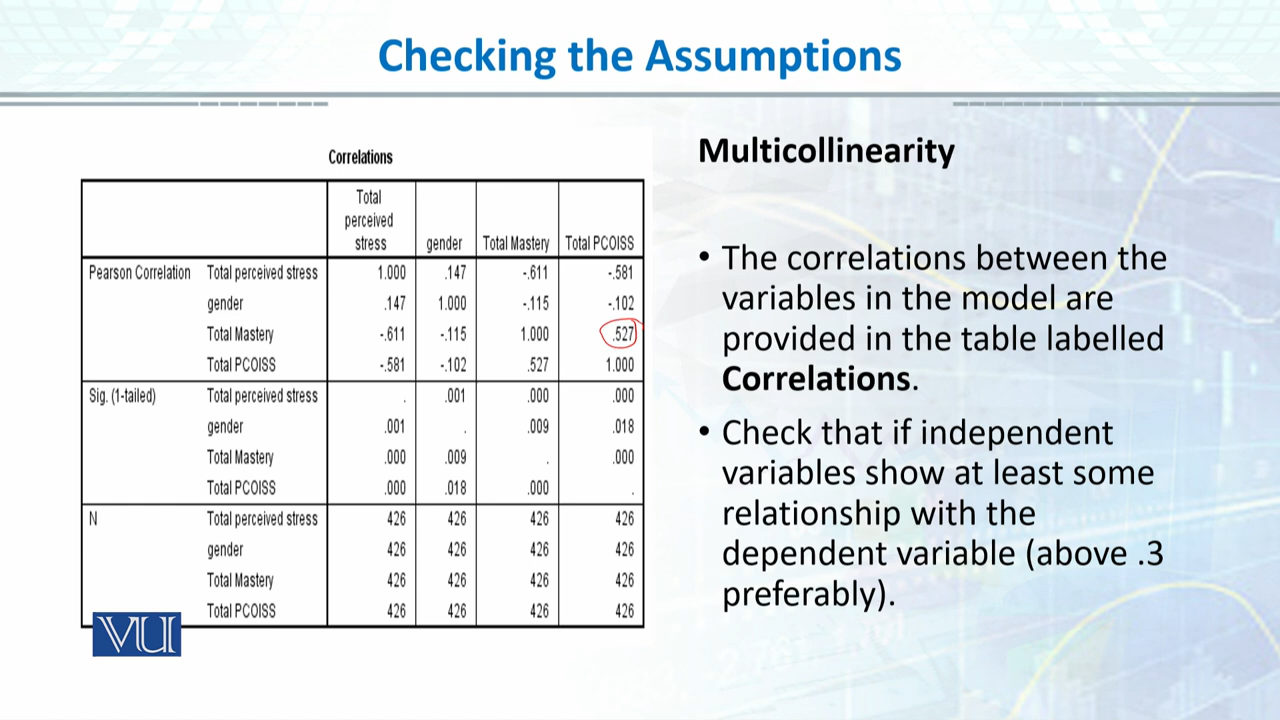 Checking the Assumptions
Correlations
Total perceived stress gender Total Mastery Total PCOISS
Pearson Correlation Total perceived stress 1.000 .147 -.611 -.581
gender .147 1.000 -.115 -.102
Total Mastery -.611 -.115 1.000 .527
Total PCOISS -.581 -.102 .527 1.000
Sig. (1-tailed) Total perceived stress . .001 .000 .000
gender .001 . .009 .018
Total Mastery .000 .009 . .000
Total PCOISS .000 .018 .000 .
N Total perceived stress 426 426 426 426
gender 426 426 426 426
Total Mastery 426 426 426 426
Total PCOISS 426 426 426 426
VU
Multicollinearity
• The correlations between the
variables in the model are
provided in the table labelled
Correlations.
• Check that if independent
variables show at least some
relationship with the
dependent variable (above .3
preferably).